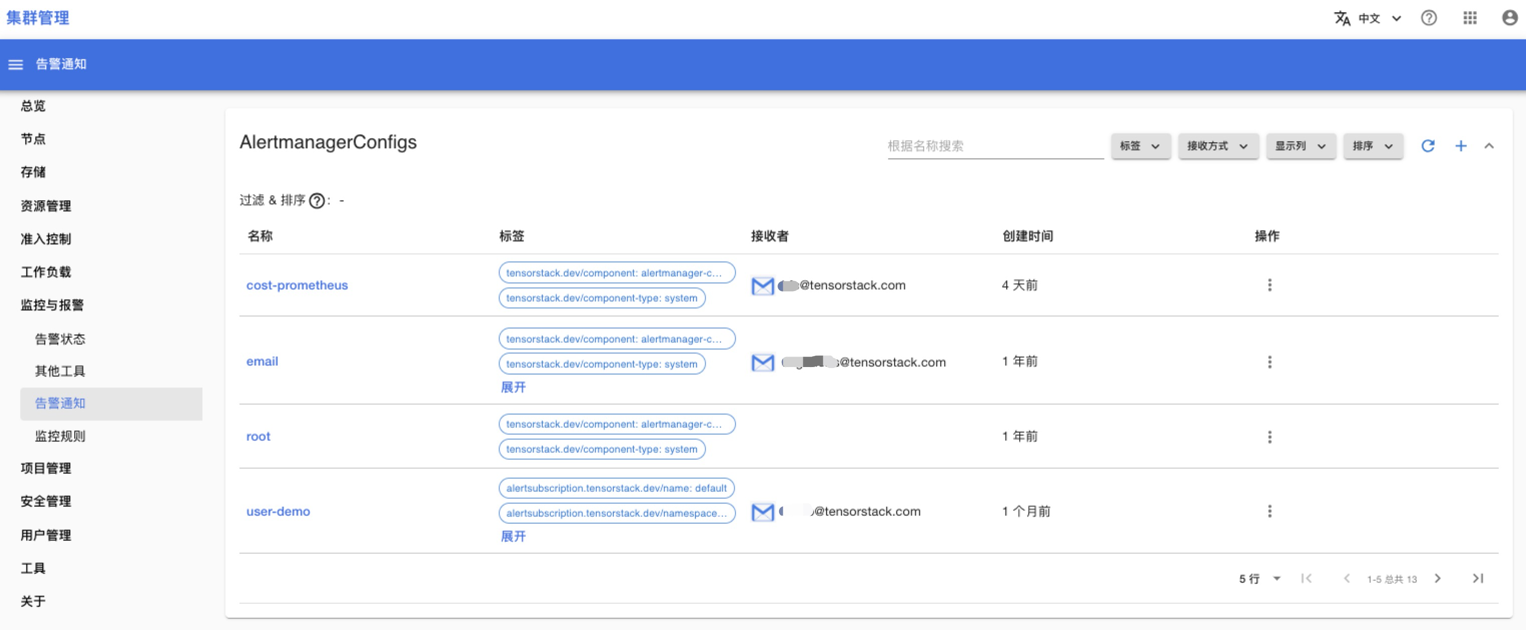 集群管理
中文
告警通知
总览
节点
存储
资源管理
准入控制
工作负载
监控与报警
告警状态
其他工具
告警通知
监控规则
项目管理
安全管理
用户管理
工具
关于
AlertmanagerConfigs
根据名称搜索
标签
接收方式
显示列
排序
过滤 & 排序 ? : -
名称 标签 接收者 创建时间 操作
cost-prometheus
tensorstack.dev/component: alertmanager-c...
tensorstack.dev/component-type: system
@tensorstack.com
4 天前
email
tensorstack.dev/component: alertmanager-c...
tensorstack.dev/component-type: system
展开
@tensorstack.com
1 年前
root
tensorstack.dev/component: alertmanager-c...
tensorstack.dev/component-type: system
1 年前
user-demo
alertsubscription.tensorstack.dev/name: default
alertsubscription.tensorstack.dev/namespace...
展开
@tensorstack.com
1 个月前
5 行
1-5 总共 13